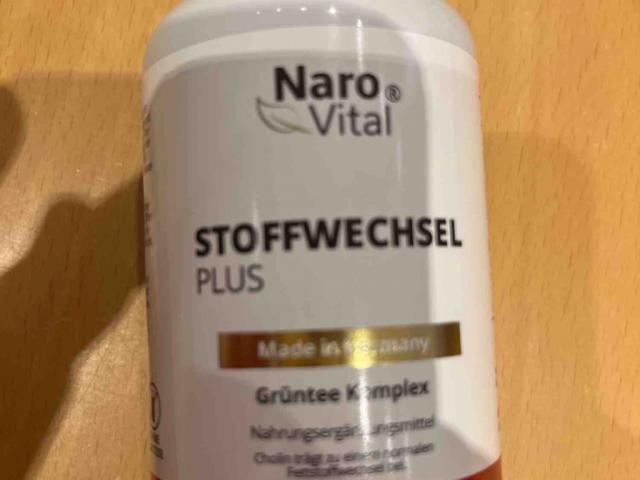 Naro®
Vital
STOFFWECHSEL
PLUS
Made in Germany
Grüntee Komplex
Nahrungsergänzungsmittel
Cholin trägt zu einem normalen
Fettstoffwechsel bei.